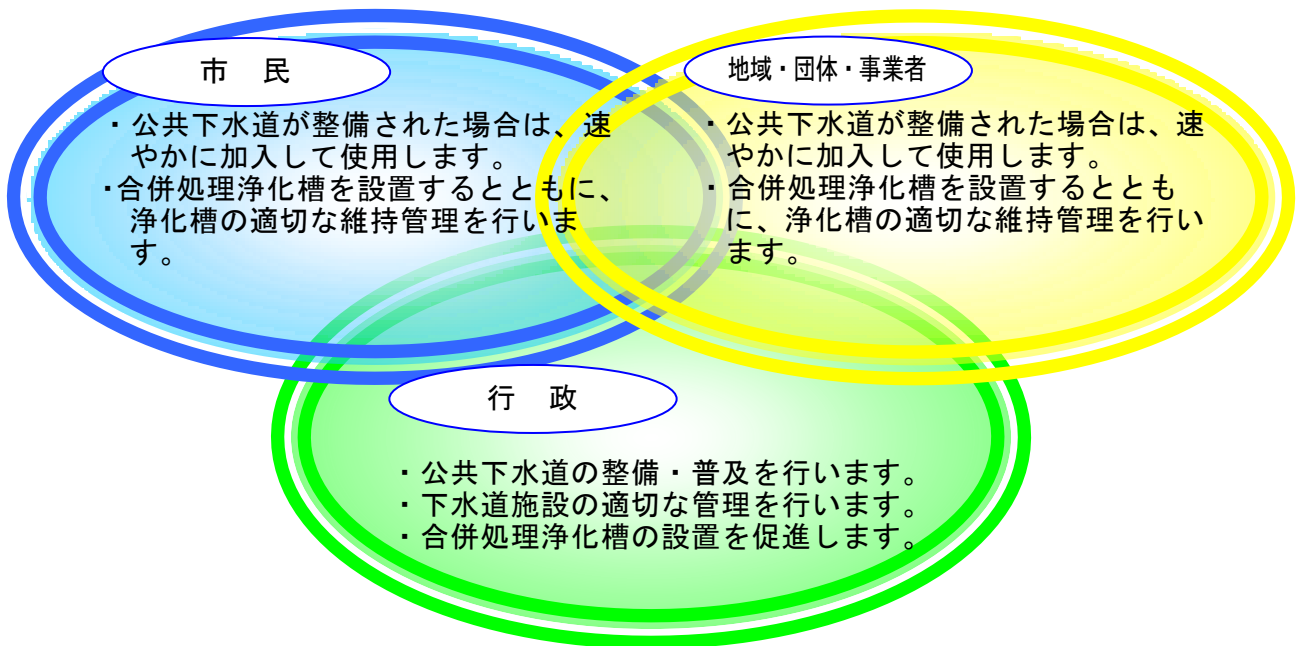 市　民
・公共下水道が整備された場合は、速
やかに加入して使用します。
・合併処理浄化槽を設置するとともに、
浄化槽の適切な維持管理を行いま
す。
地域・団体・事業者
・公共下水道が整備された場合は、速
やかに加入して使用します。
・合併処理浄化槽を設置するととも
に、浄化槽の適切な維持管理を行い
ます。
行　政
・公共下水道の整備・普及を行います。
・下水道施設の適切な管理を行います。
・合併処理浄化槽の設置を促進します。